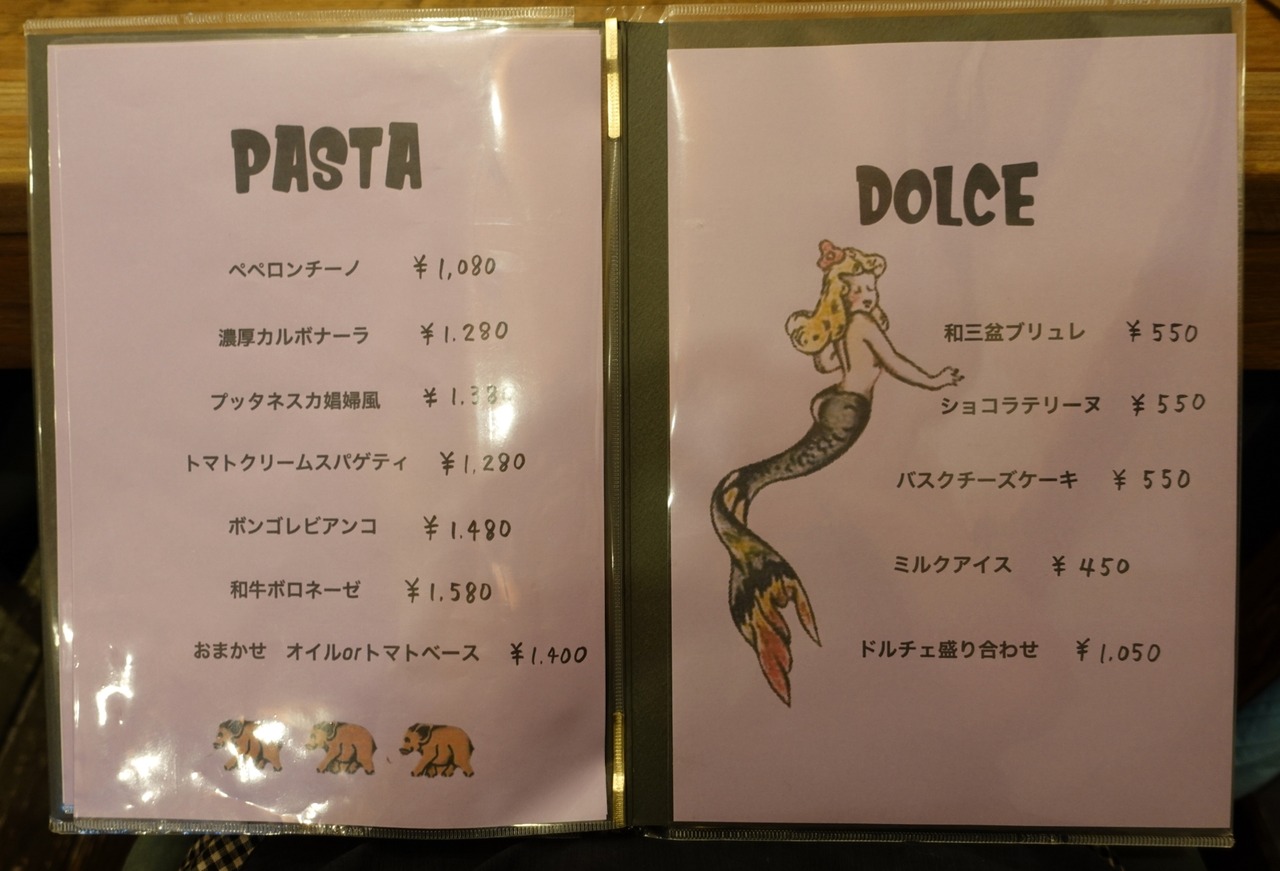 PASTA
ペペロンチーノ ¥1,080
濃厚カルボナーラ ¥1.280
プッタネスカ娼婦風 ¥1.380
トマトクリームスパゲティ ¥1,280
ボンゴレビアンコ ¥1.480
和牛ボロネーゼ ¥1.580
おまかせ オイルorトマトベース ¥1.400
DOLCE
和三盆ブリュレ ¥550
ショコラテリーヌ ¥550
バスクチーズケーキ ¥550
ミルクアイス ¥450
ドルチェ盛り合わせ ¥1.050